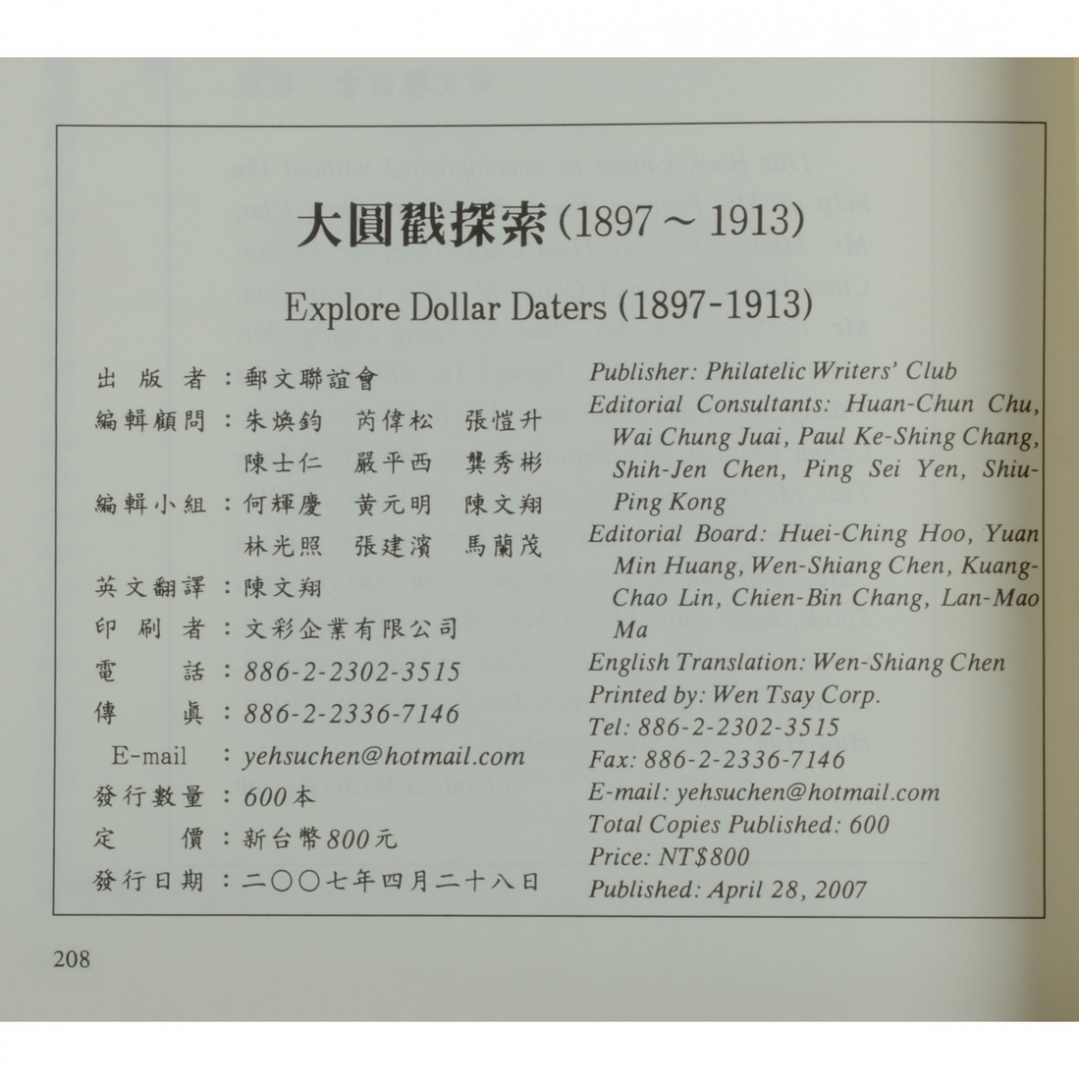 大圓戳探索(1897～1913)
Explore Dollar Daters (1897-1913)
出版者：郵文聯誼會
編輯顧問：朱煥鈞 芮偉松 張愷升
陳士仁 嚴平西 龔秀彬
編輯小組：何輝慶 黃元明 陳文翔
林光照 張建濱 馬蘭茂
英文翻譯：陳文翔
印刷者：文彩企業有限公司
電話：886-2-2302-3515
傳眞：886-2-2336-7146
E-mail：yehsuchen@hotmail.com
發行數量：600本
定價：新台幣800元
發行日期：二〇〇七年四月二十八日
Publisher: Philatelic Writers' Club
Editorial Consultants: Huan-Chun Chu,
Wai Chung Juai, Paul Ke-Shing Chang,
Shih-Jen Chen, Ping Sei Yen, Shiu-
Ping Kong
Editorial Board: Huei-Ching Hoo, Yuan
Min Huang, Wen-Shiang Chen, Kuang-
Chao Lin, Chien-Bin Chang, Lan-Mao
Ma
English Translation: Wen-Shiang Chen
Printed by: Wen Tsay Corp.
Tel: 886-2-2302-3515
Fax: 886-2-2336-7146
E-mail: yehsuchen@hotmail.com
Total Copies Published: 600
Price: NT$800
Published: April 28, 2007
208